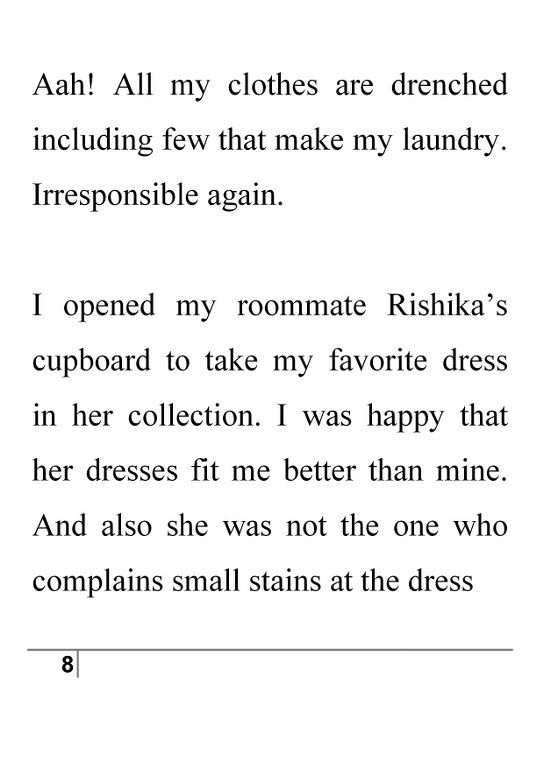 Aah! All my clothes are drenched
including few that make my laundry.
Irresponsible again.
I opened my roommate Rishika’s
cupboard to take my favorite dress
in her collection. I was happy that
her dresses fit me better than mine.
And also she was not the one who
complains small stains at the dress
8